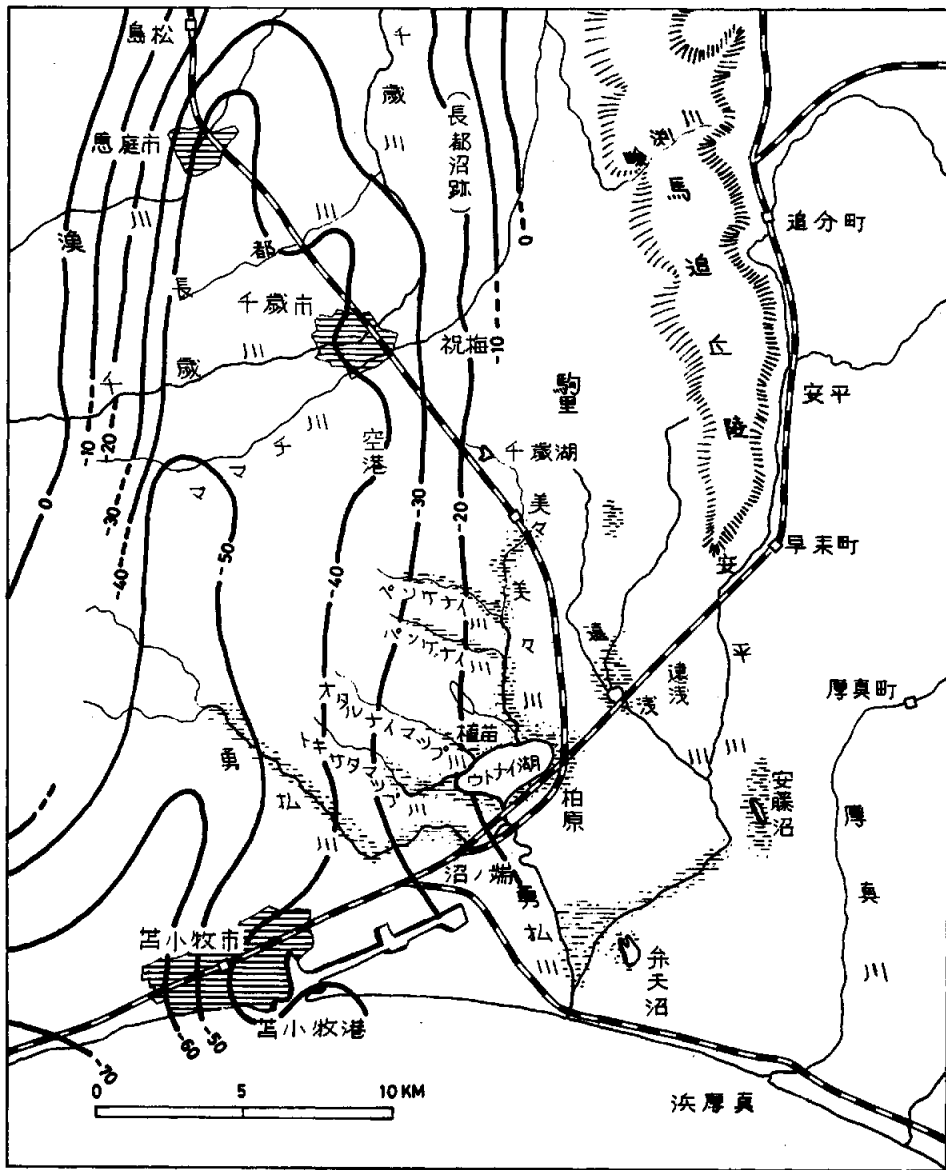 島松
千歳川
(長都沼跡)
0
恵庭市
漁川
長都川
馬追丘陵
追分町
千歳市
祝梅
-10
千歳川
駒里
安平
空港
千歳湖
ママチ川
0
-10
-20
-30
-40
-50
-40
-30
-20
美々
早来町
ペンケナイ川
パンケナイ川
美々川
遠浅川
遠浅
安平川
厚真町
オタルナイマップ川
トキサタマップ川
植苗
ウトナイ湖
勇払川
柏原
安藤沼
厚真川
沼ノ端
勇払川
弁天沼
苫小牧市
苫小牧港
-50
-60
-70
0 5 10 KM
浜厚真